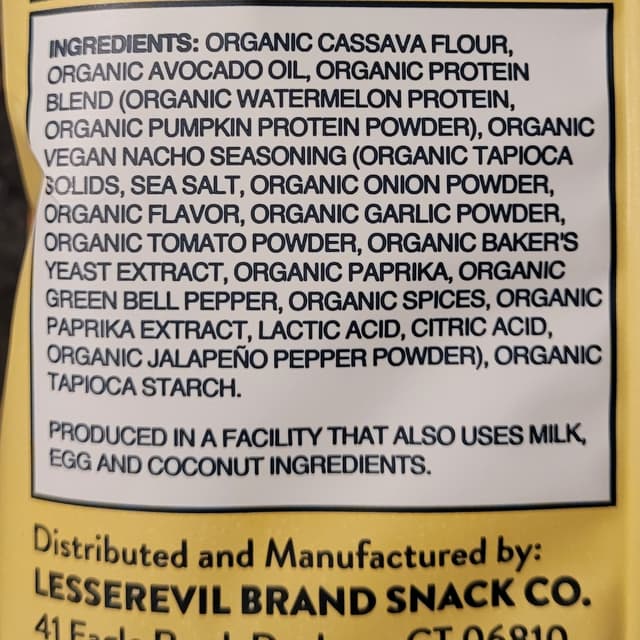 INGREDIENTS: ORGANIC CASSAVA FLOUR,
ORGANIC AVOCADO OIL, ORGANIC PROTEIN
BLEND (ORGANIC WATERMELON PROTEIN,
ORGANIC PUMPKIN PROTEIN POWDER), ORGANIC
VEGAN NACHO SEASONING (ORGANIC TAPIOCA
SOLIDS, SEA SALT, ORGANIC ONION POWDER,
ORGANIC FLAVOR, ORGANIC GARLIC POWDER,
ORGANIC TOMATO POWDER, ORGANIC BAKER'S
YEAST EXTRACT, ORGANIC PAPRIKA, ORGANIC
GREEN BELL PEPPER, ORGANIC SPICES, ORGANIC
PAPRIKA EXTRACT, LACTIC ACID, CITRIC ACID,
ORGANIC JALAPEÑO PEPPER POWDER), ORGANIC
TAPIOCA STARCH.
PRODUCED IN A FACILITY THAT ALSO USES MILK,
EGG AND COCONUT INGREDIENTS.
Distributed and Manufactured by:
LESSEREVIL BRAND SNACK CO.
41 CT 06810